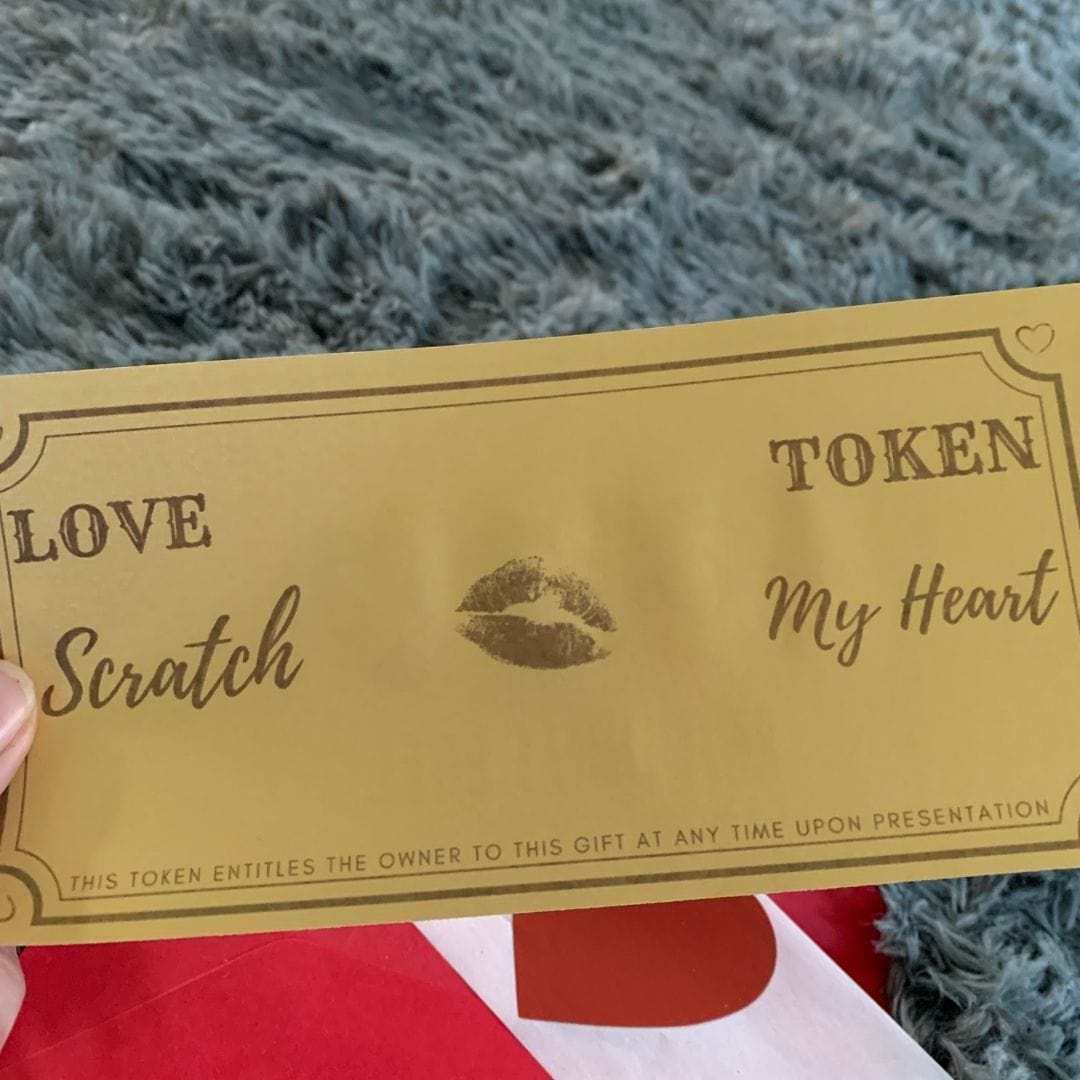 LOVE TOKEN
Scratch My Heart
THIS TOKEN ENTITLES THE OWNER TO THIS GIFT AT ANY TIME UPON PRESENTATION